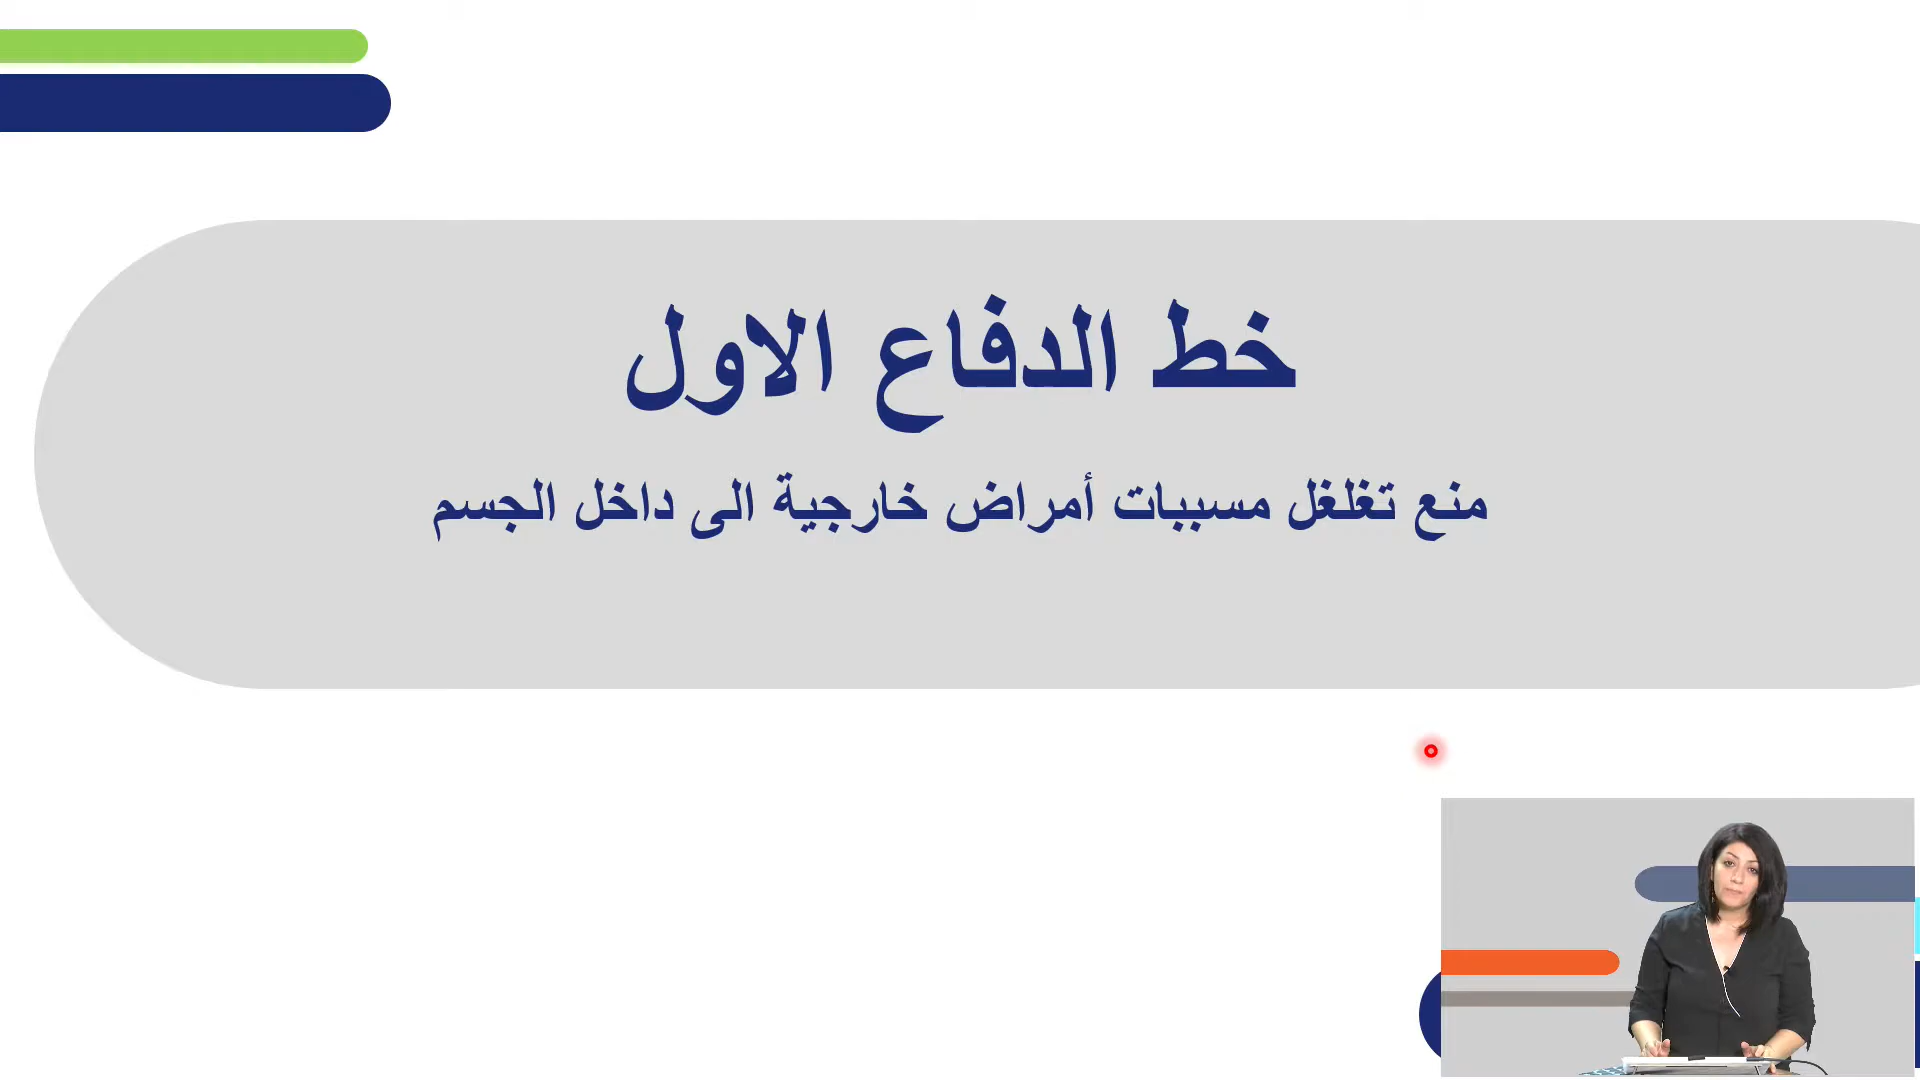 خط الدفاع الاول
منع تغلغل مسببات أمراض خارجية الى داخل الجسم